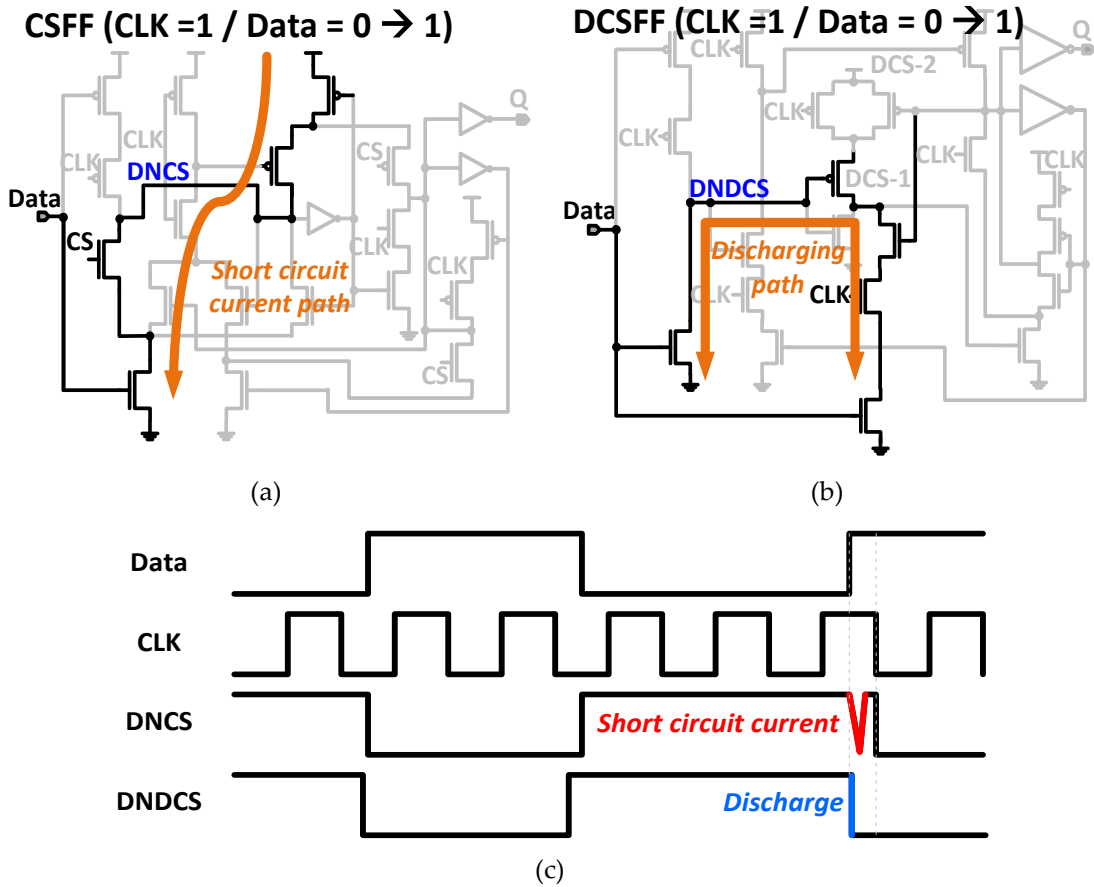 CSFF (CLK =1 / Data = 0 → 1)
DCSFF (CLK =1 / Data = 0 → 1)
CLK
Q
DCS-2
Q
CLK
CS
CLK
CLK
CLK
CLK
CLK
DNCS
DNDCS
DCS-1
Data
Data
CS
CLK
Short circuit
current path
CLK
Discharging
path
CLK
CLK
CS
(a)
(b)
Data
CLK
DNCS
Short circuit current
DNDCS
Discharge
(c)